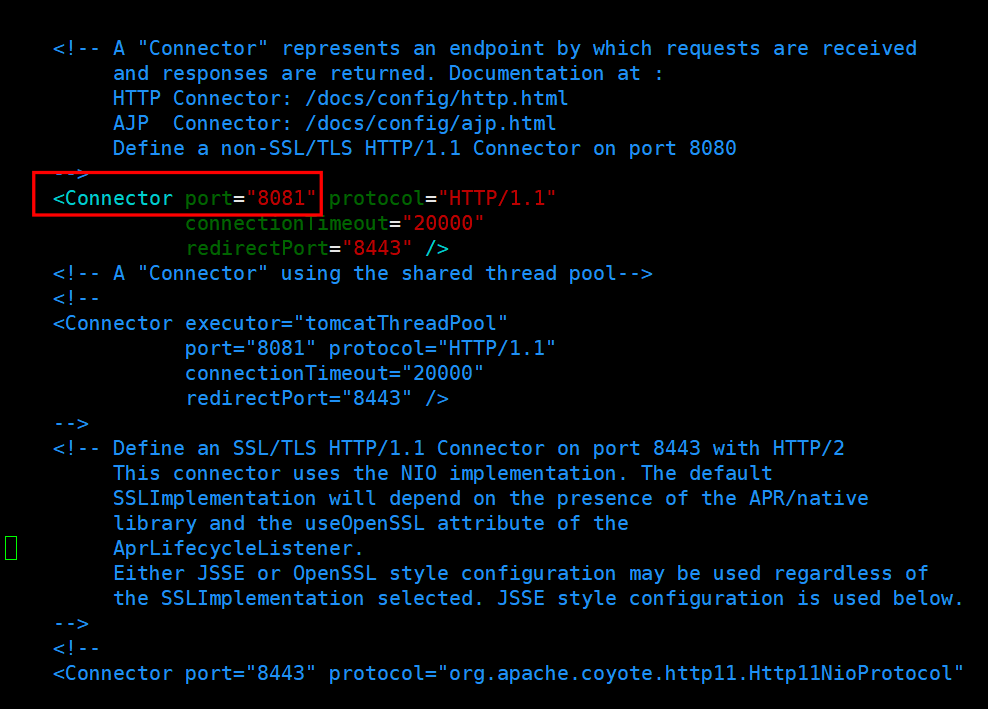 <!-- A "Connector" represents an endpoint by which requests are received
and responses are returned. Documentation at :
HTTP Connector: /docs/config/http.html
AJP  Connector: /docs/config/ajp.html
Define a non-SSL/TLS HTTP/1.1 Connector on port 8080
-->
<Connector port="8081" protocol="HTTP/1.1"
connectionTimeout="20000"
redirectPort="8443" />
<!-- A "Connector" using the shared thread pool-->
<!--
<Connector executor="tomcatThreadPool"
port="8081" protocol="HTTP/1.1"
connectionTimeout="20000"
redirectPort="8443" />
-->
<!-- Define an SSL/TLS HTTP/1.1 Connector on port 8443 with HTTP/2
This connector uses the NIO implementation. The default
SSLImplementation will depend on the presence of the APR/native
library and the useOpenSSL attribute of the
AprLifecycleListener.
Either JSSE or OpenSSL style configuration may be used regardless of
the SSLImplementation selected. JSSE style configuration is used below.
-->
<!--
<Connector port="8443" protocol="org.apache.coyote.http11.Http11NioProtocol"